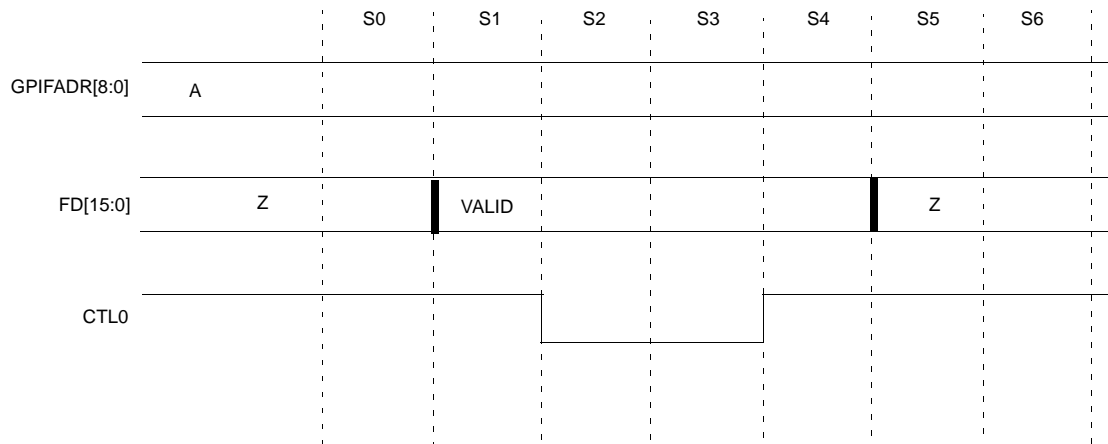 S0 S1 S2 S3 S4 S5 S6
GPIFADR[8:0] A
FD[15:0] Z VALID Z
CTL0